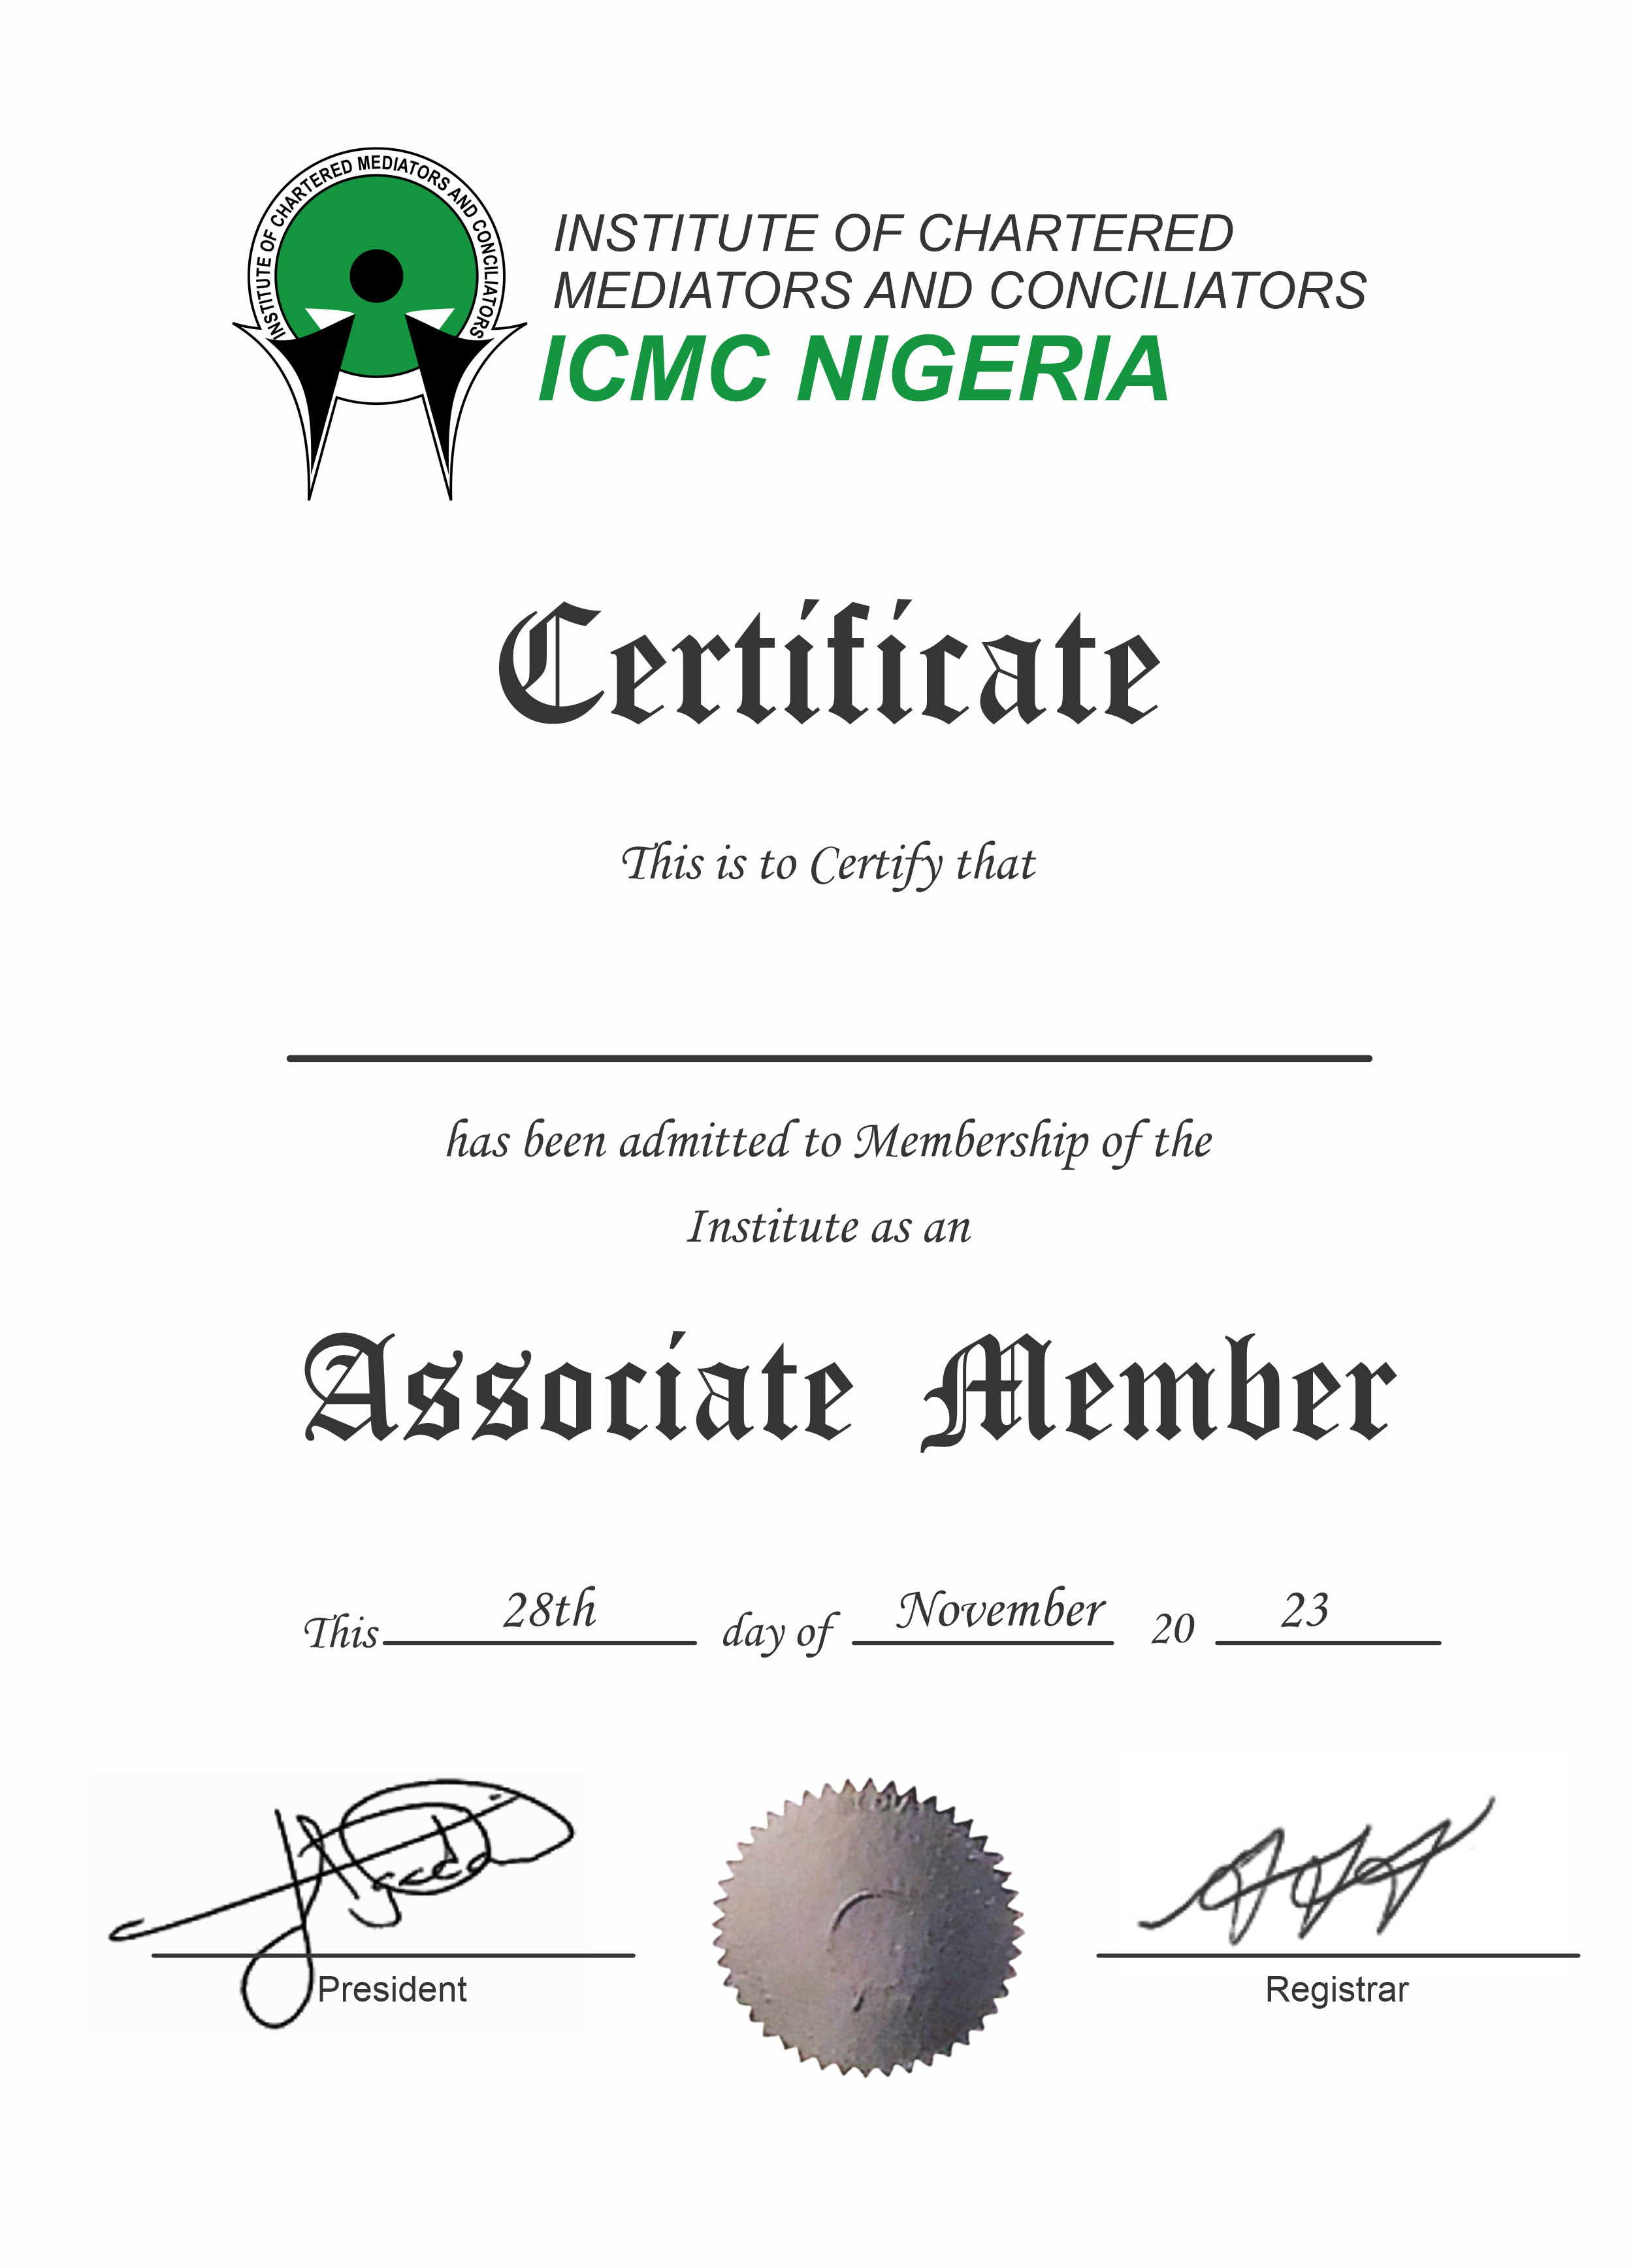 INSTITUTE OF CHARTERED MEDIATORS AND CONCILIATORS
INSTITUTE OF CHARTERED
MEDIATORS AND CONCILIATORS
ICMC NIGERIA
Certificate
This is to Certify that
has been admitted to Membership of the
Institute as an
Associate Member
This 28th day of November 20 23
President Registrar